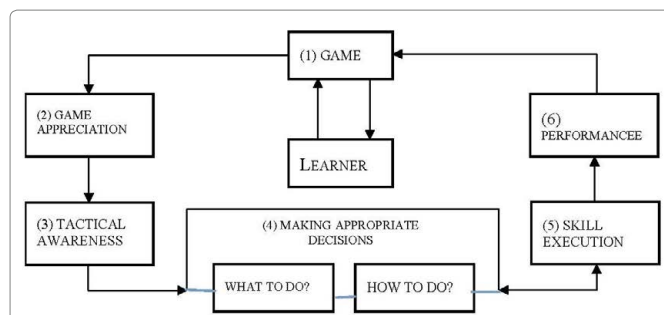 (1) GAME
(2) GAME
APPRECIATION
LEARNER
(6)
PERFORMANCEE
(3) TACTICAL
AWARENESS
(4) MAKING APPROPRIATE
DECISIONS
(5) SKILL
EXECUTION
WHAT TO DO?
HOW TO DO?